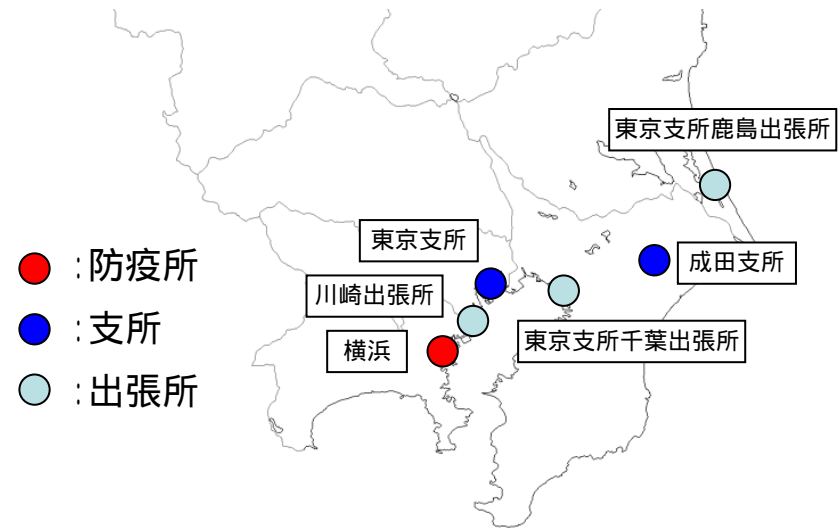 東京支所鹿島出張所
東京支所
成田支所
:防疫所
川崎出張所
:支所
東京支所千葉出張所
横浜
:出張所